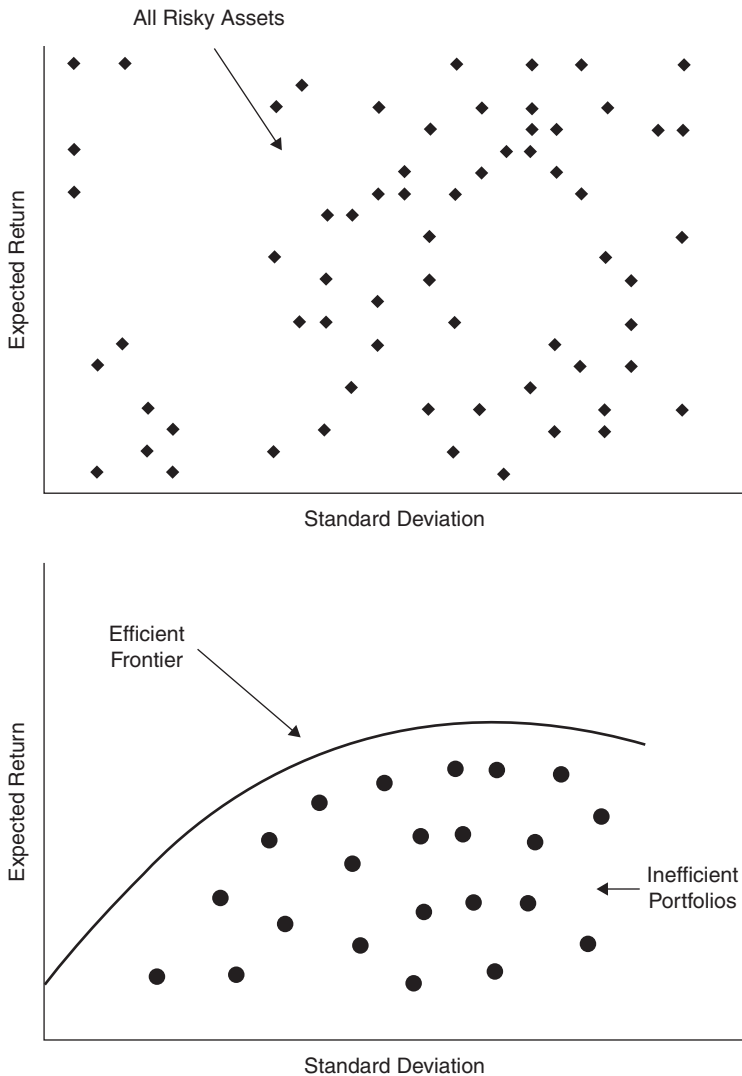 All Risky Assets
Expected Return
Standard Deviation
Efficient
Frontier
Expected Return
Inefficient
Portfolios
Standard Deviation